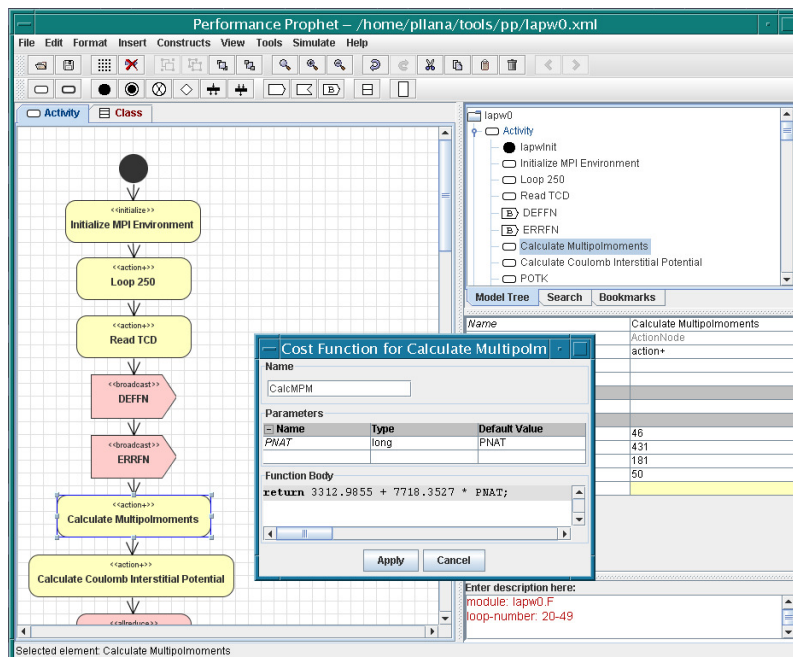 Performance Prophet – /home/pllana/tools/pp/lapw0.xml
File Edit Format Insert Constructs View Tools Simulate Help
B
Activity Class
<<initialize>>
Initialize MPI Environment
<<action+>>
Loop 250
<<action+>>
Read TCD
<<broadcast>>
DEFFN
<<broadcast>>
ERRFN
<<action+>>
Calculate Multipolmoments
<<action+>>
Calculate Coulomb Interstitial Potential
<<allreduce>>
lapw0
Activity
lapwInit
Initialize MPI Environment
Loop 250
Read TCD
B DEFFN
B ERRFN
Calculate Multipolmoments
Calculate Coulomb Interstitial Potential
POTK
Model Tree Search Bookmarks
Name Calculate Multipolmoments
ActionNode
action+
46
431
181
50
Cost Function for Calculate Multipolm
Name
CalcMPM
Parameters
Name Type Default Value
PNAT long PNAT
Function Body
return 3312.9855 + 7718.3527 * PNAT;
Apply Cancel
Enter description here:
module: lapw0.F
loop-number: 20-49
Selected element: Calculate Multipolmoments